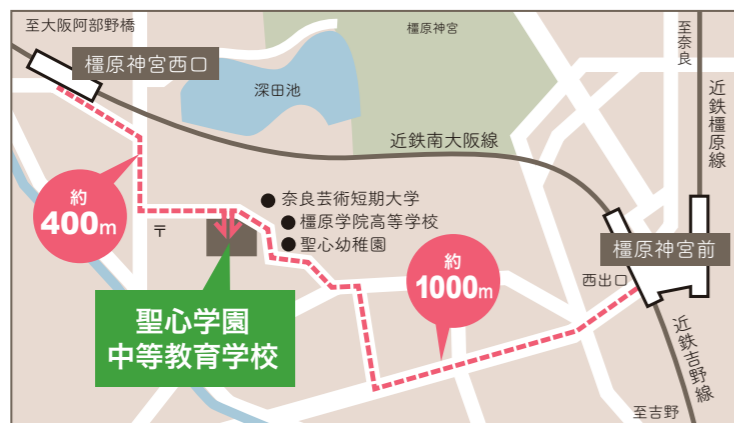 至大阪阿部野橋
橿原神宮西口
橿原神宮
至奈良
深田池
近鉄橿原線
近鉄南大阪線
約
400m
奈良芸術短期大学
橿原学院高等学校
聖心幼稚園
〒
橿原神宮前
西出口
約
1000m
聖心学園
中等教育学校
近鉄吉野線
至吉野